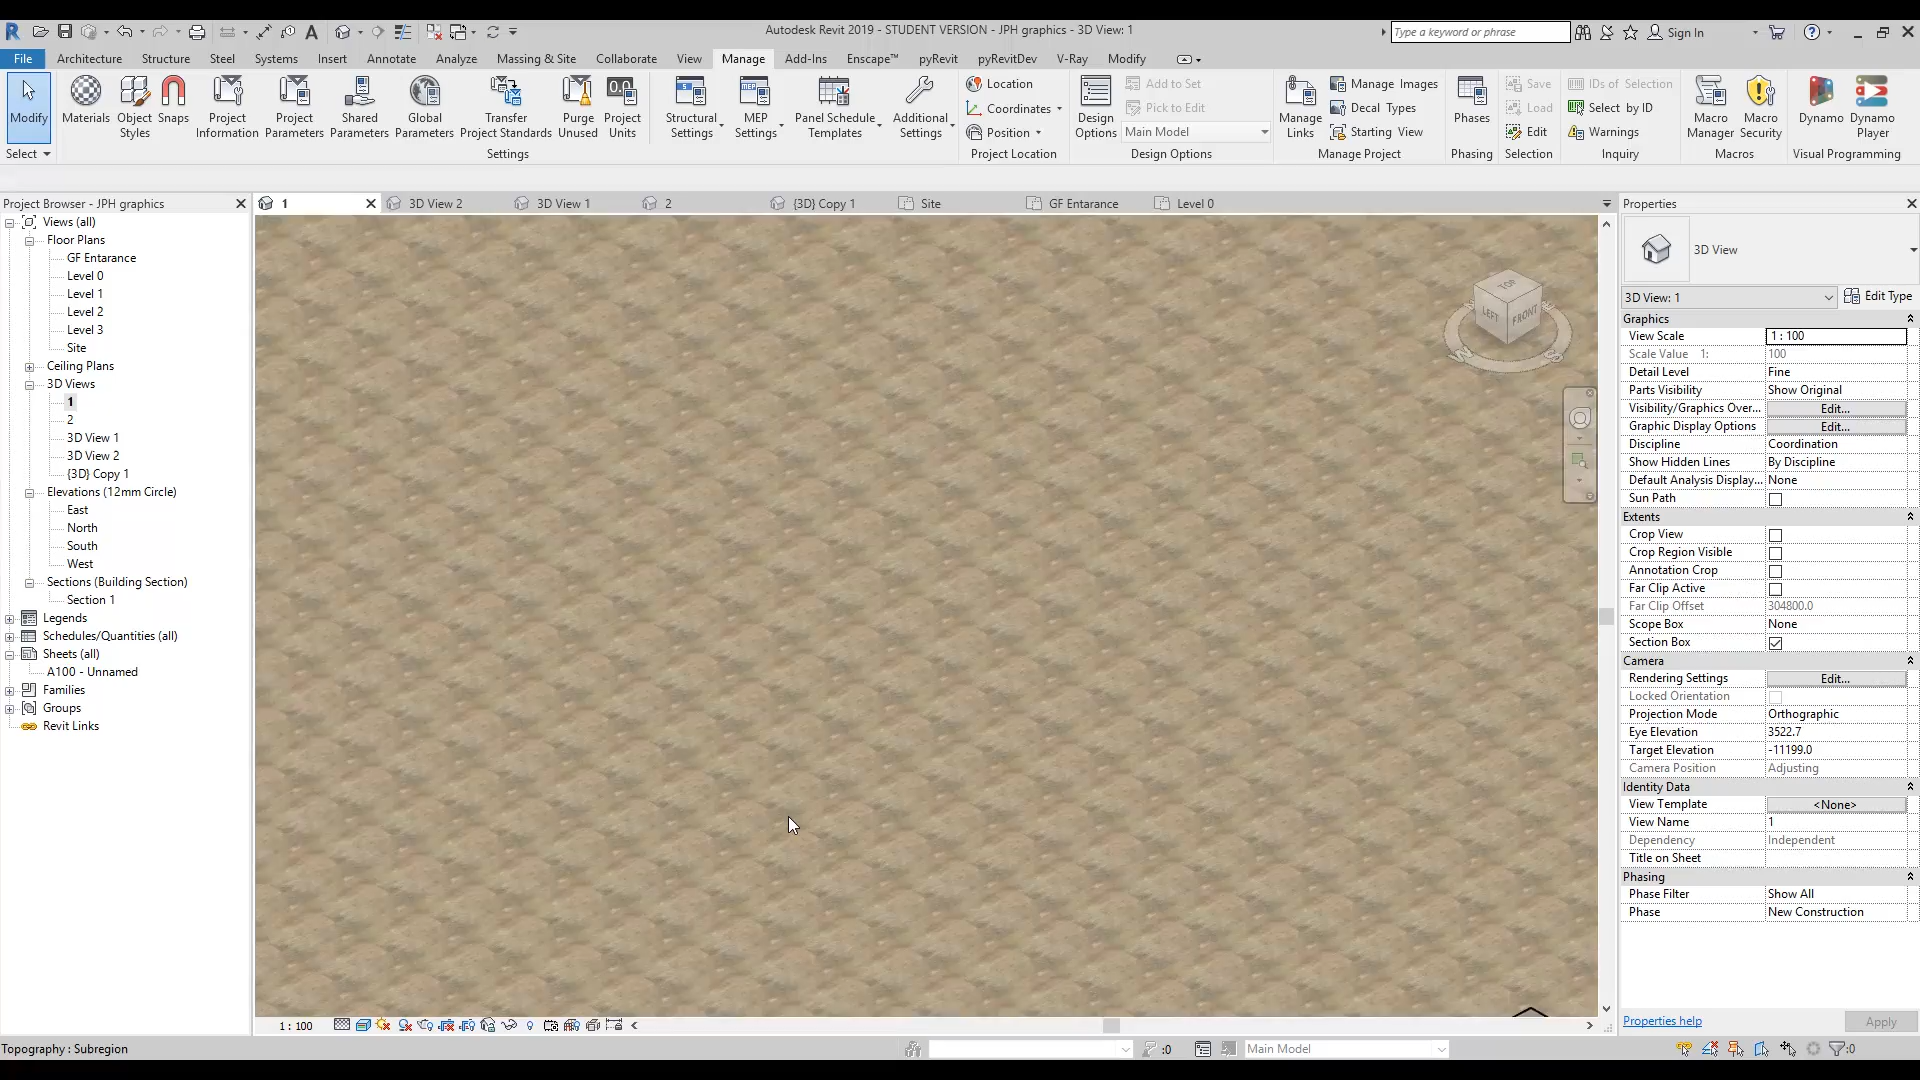 Autodesk Revit 2019 - STUDENT VERSION - JPH graphics - 3D View: 1
Type a keyword or phrase
Sign In
File Architecture Structure Steel Systems Insert Annotate Analyze Massing & Site Collaborate View Manage Add-Ins Enscape™ pyRevit pyRevitDev V-Ray Modify
Modify
Materials
Object Styles
Snaps
Project Information
Project Parameters
Shared Parameters
Global Parameters
Transfer Project Standards
Purge Unused
Project Units
Structural Settings
MEP Settings
Panel Schedule Templates
Additional Settings
Location
Coordinates
Position
Design Options
Add to Set
Pick to Edit
Main Model
Manage Links
Manage Images
Decal Types
Starting View
Phases
Save
Load
Edit
IDs of Selection
Select by ID
Warnings
Macro Manager
Macro Security
Dynamo
Dynamo Player
Select Settings Project Location Design Options Manage Project Phasing Selection Inquiry Macros Visual Programming
Project Browser - JPH graphics
Views (all)
Floor Plans
GF Entarance
Level 0
Level 1
Level 2
Level 3
Site
Ceiling Plans
3D Views
1
2
3D View 1
3D View 2
{3D} Copy 1
Elevations (12mm Circle)
East
North
South
West
Sections (Building Section)
Section 1
Legends
Schedules/Quantities (all)
Sheets (all)
A100 - Unnamed
Families
Groups
Revit Links
1 3D View 2 3D View 1 2 {3D} Copy 1 Site GF Entarance Level 0
TOP
LEFT
FRONT
W
S
Properties
3D View
3D View: 1 Edit Type
Graphics
View Scale 1 : 100
Scale Value 1: 100
Detail Level Fine
Parts Visibility Show Original
Visibility/Graphics Over... Edit...
Graphic Display Options Edit...
Discipline Coordination
Show Hidden Lines By Discipline
Default Analysis Display... None
Sun Path
Extents
Crop View
Crop Region Visible
Annotation Crop
Far Clip Active
Far Clip Offset 304800.0
Scope Box None
Section Box
Camera
Rendering Settings Edit...
Locked Orientation
Projection Mode Orthographic
Eye Elevation 3522.7
Target Elevation -11199.0
Camera Position Adjusting
Identity Data
View Template <None>
View Name 1
Dependency Independent
Title on Sheet
Phasing
Phase Filter Show All
Phase New Construction
Properties help Apply
1 : 100
Topography : Subregion
:0
Main Model
:0